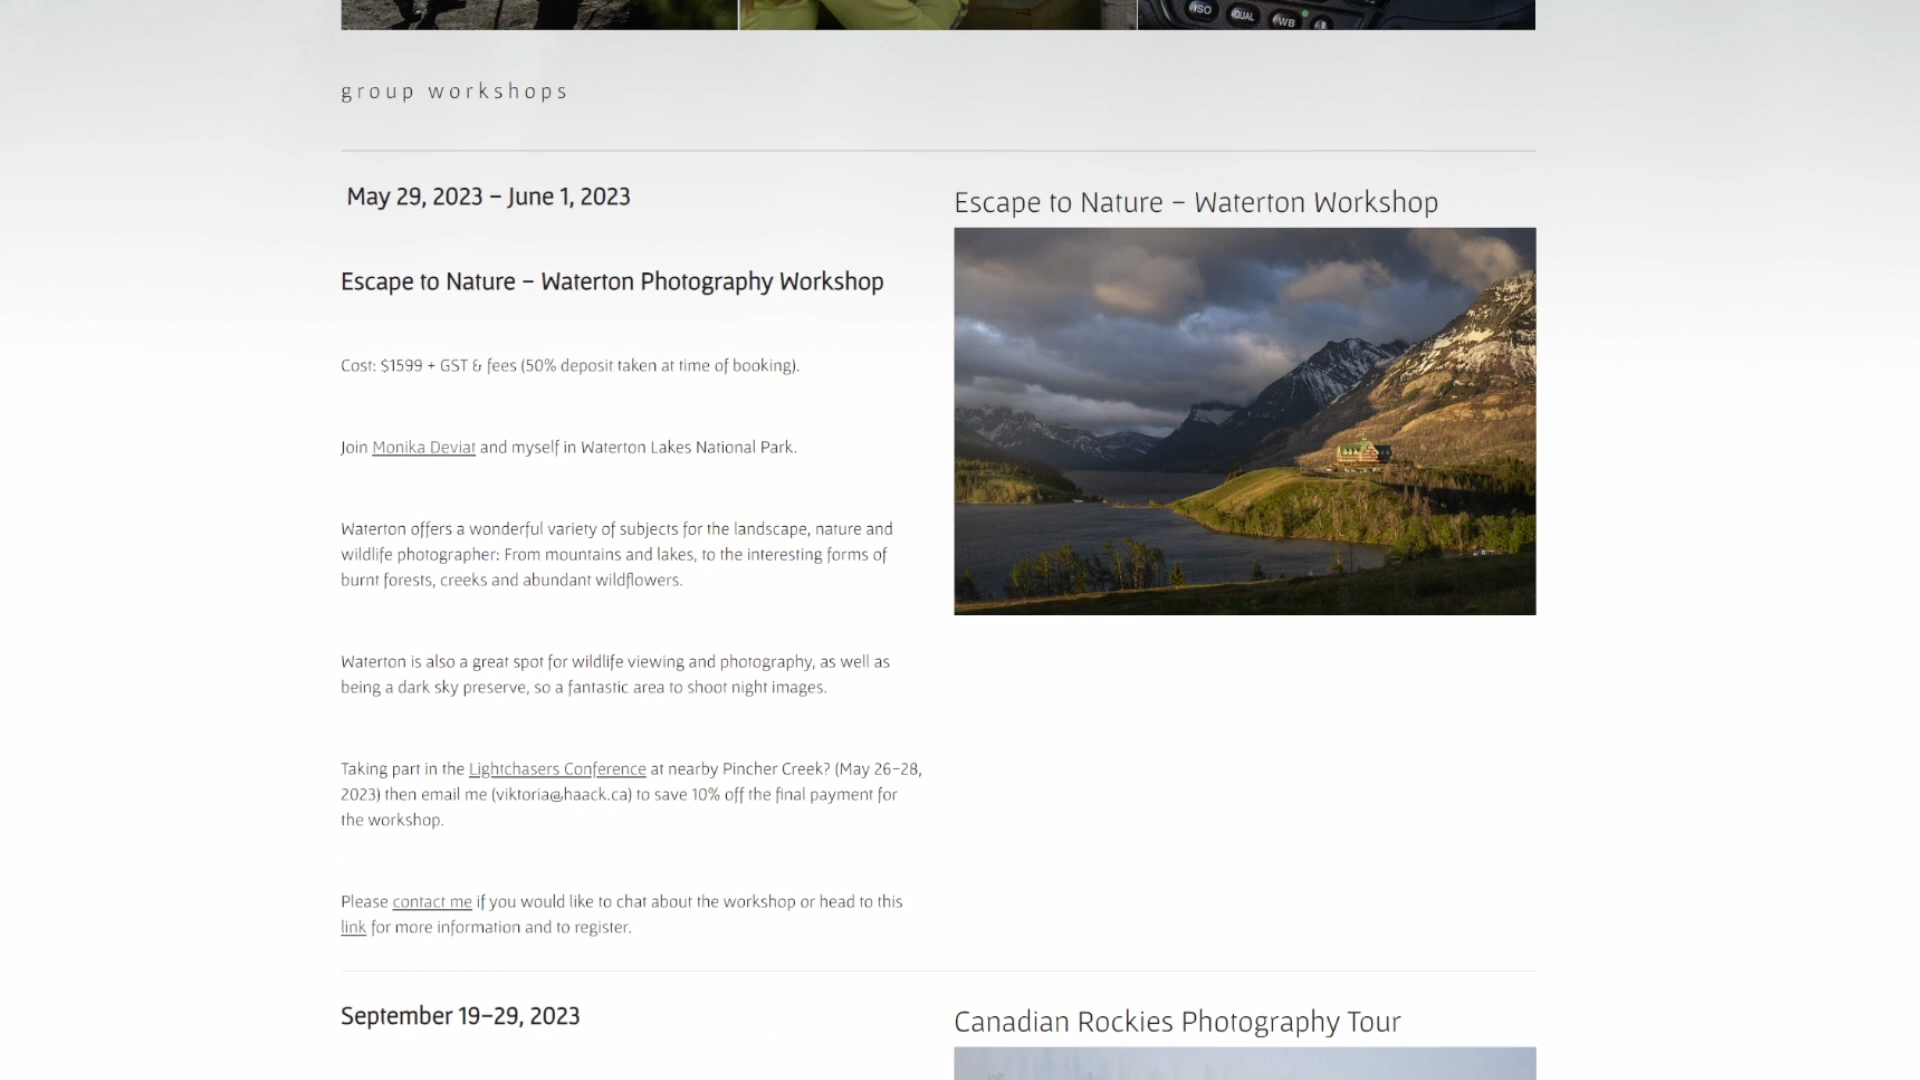 ISO DUAL WB
group workshops
May 29, 2023 – June 1, 2023
Escape to Nature – Waterton Workshop
Escape to Nature – Waterton Photography Workshop
Cost: $1599 + GST & fees (50% deposit taken at time of booking).
Join Monika Deviat and myself in Waterton Lakes National Park.
Waterton offers a wonderful variety of subjects for the landscape, nature and
wildlife photographer: From mountains and lakes, to the interesting forms of
burnt forests, creeks and abundant wildflowers.
Waterton is also a great spot for wildlife viewing and photography, as well as
being a dark sky preserve, so a fantastic area to shoot night images.
Taking part in the Lightchasers Conference at nearby Pincher Creek? (May 26–28,
2023) then email me (viktoria@haack.ca) to save 10% off the final payment for
the workshop.
Please contact me if you would like to chat about the workshop or head to this
link for more information and to register.
September 19–29, 2023
Canadian Rockies Photography Tour